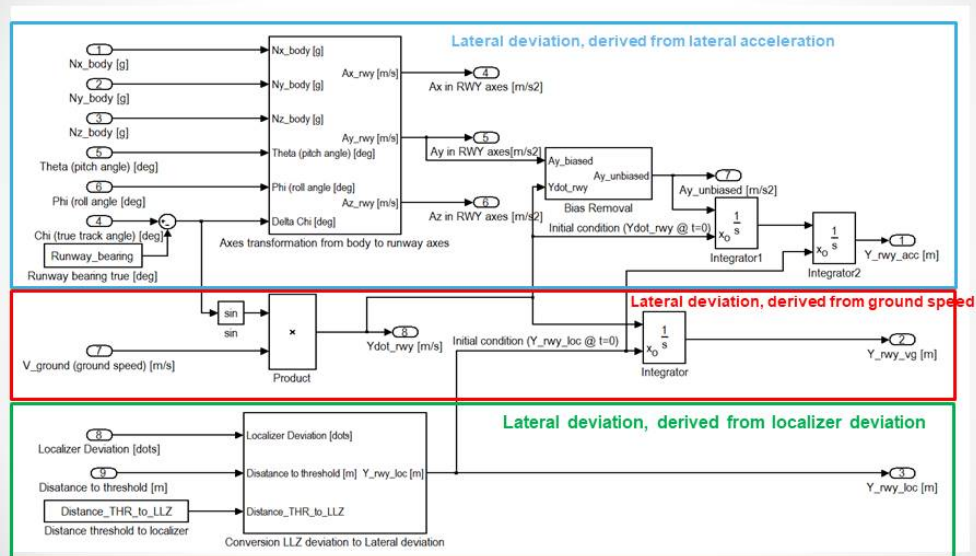 Lateral deviation, derived from lateral acceleration
1
Nx_body [g]
2
Ny_body [g]
3
Nz_body [g]
5
Theta (pitch angle) [deg]
6
Phi (roll angle [deg]
4
Chi (true track angle) [deg]
Runway_bearing
Runway bearing true [deg]
Nx_body [g]
Ny_body [g]
Nz_body [g]
Theta (pitch angle) [deg]
Phi (roll angle [deg]
Delta Chi [deg]
Ax_rwy [m/s]
Ay_rwy [m/s]
Az_rwy [m/s]
Axes transformation from body to runway axes
4
Ax in RWY axes [m/s2]
5
Ay in RWY axes[m/s2]
6
Az in RWY axes [m/s2]
Ay_biased
Ay_unbiased
Ydot_rwy
Bias Removal
7
Ay_unbiased [m/s2]
Initial condition (Ydot_rwy @ t=0)
1
s
xo
Integrator1
1
s
xo
Integrator2
1
Y_rwy_acc [m]
Lateral deviation, derived from ground speed
sin
sin
7
V_ground (ground speed) [m/s]
×
Product
8
Ydot_rwy [m/s]
Initial condition (Y_rwy_loc @ t=0)
1
s
xo
Integrator
2
Y_rwy_vg [m]
Lateral deviation, derived from localizer deviation
8
Localizer Deviation [dots]
9
Disatance to threshold [m]
Distance_THR_to_LLZ
Distance threshold to localizer
Localizer Deviation [dots]
Disatance to threshold [m] Y_rwy_loc [m]
Distance_THR_to_LLZ
Conversion LLZ deviation to Lateral deviation
3
Y_rwy_loc [m]